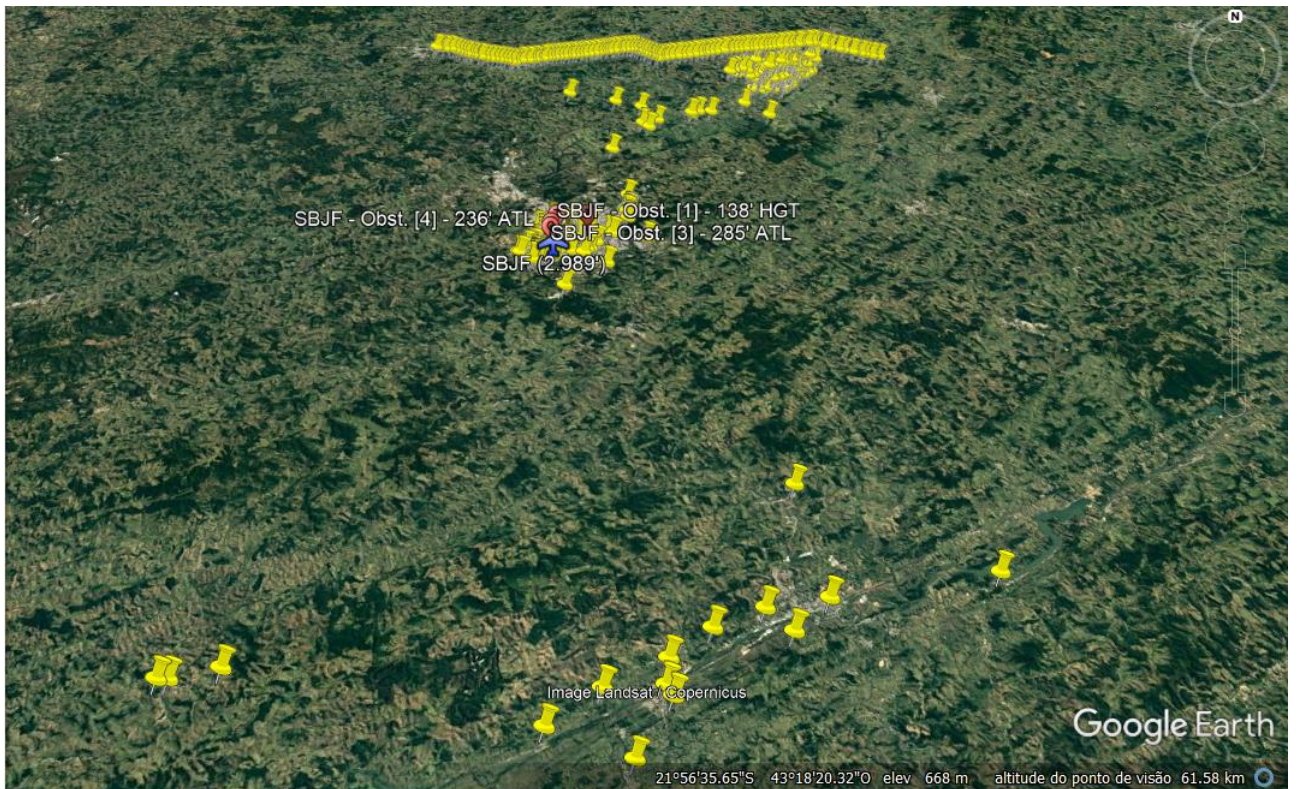 N
SBJF - Obst. [4] - 236' ATL
SBJF - Obst. [1] - 138' HGT
SBJF - Obst. [3] - 285' ATL
SBJF (2.989')
Image Landsat / Copernicus
Google Earth
21°56'35.65"S 43°18'20.32"O elev 668 m altitude do ponto de visão 61.58 km